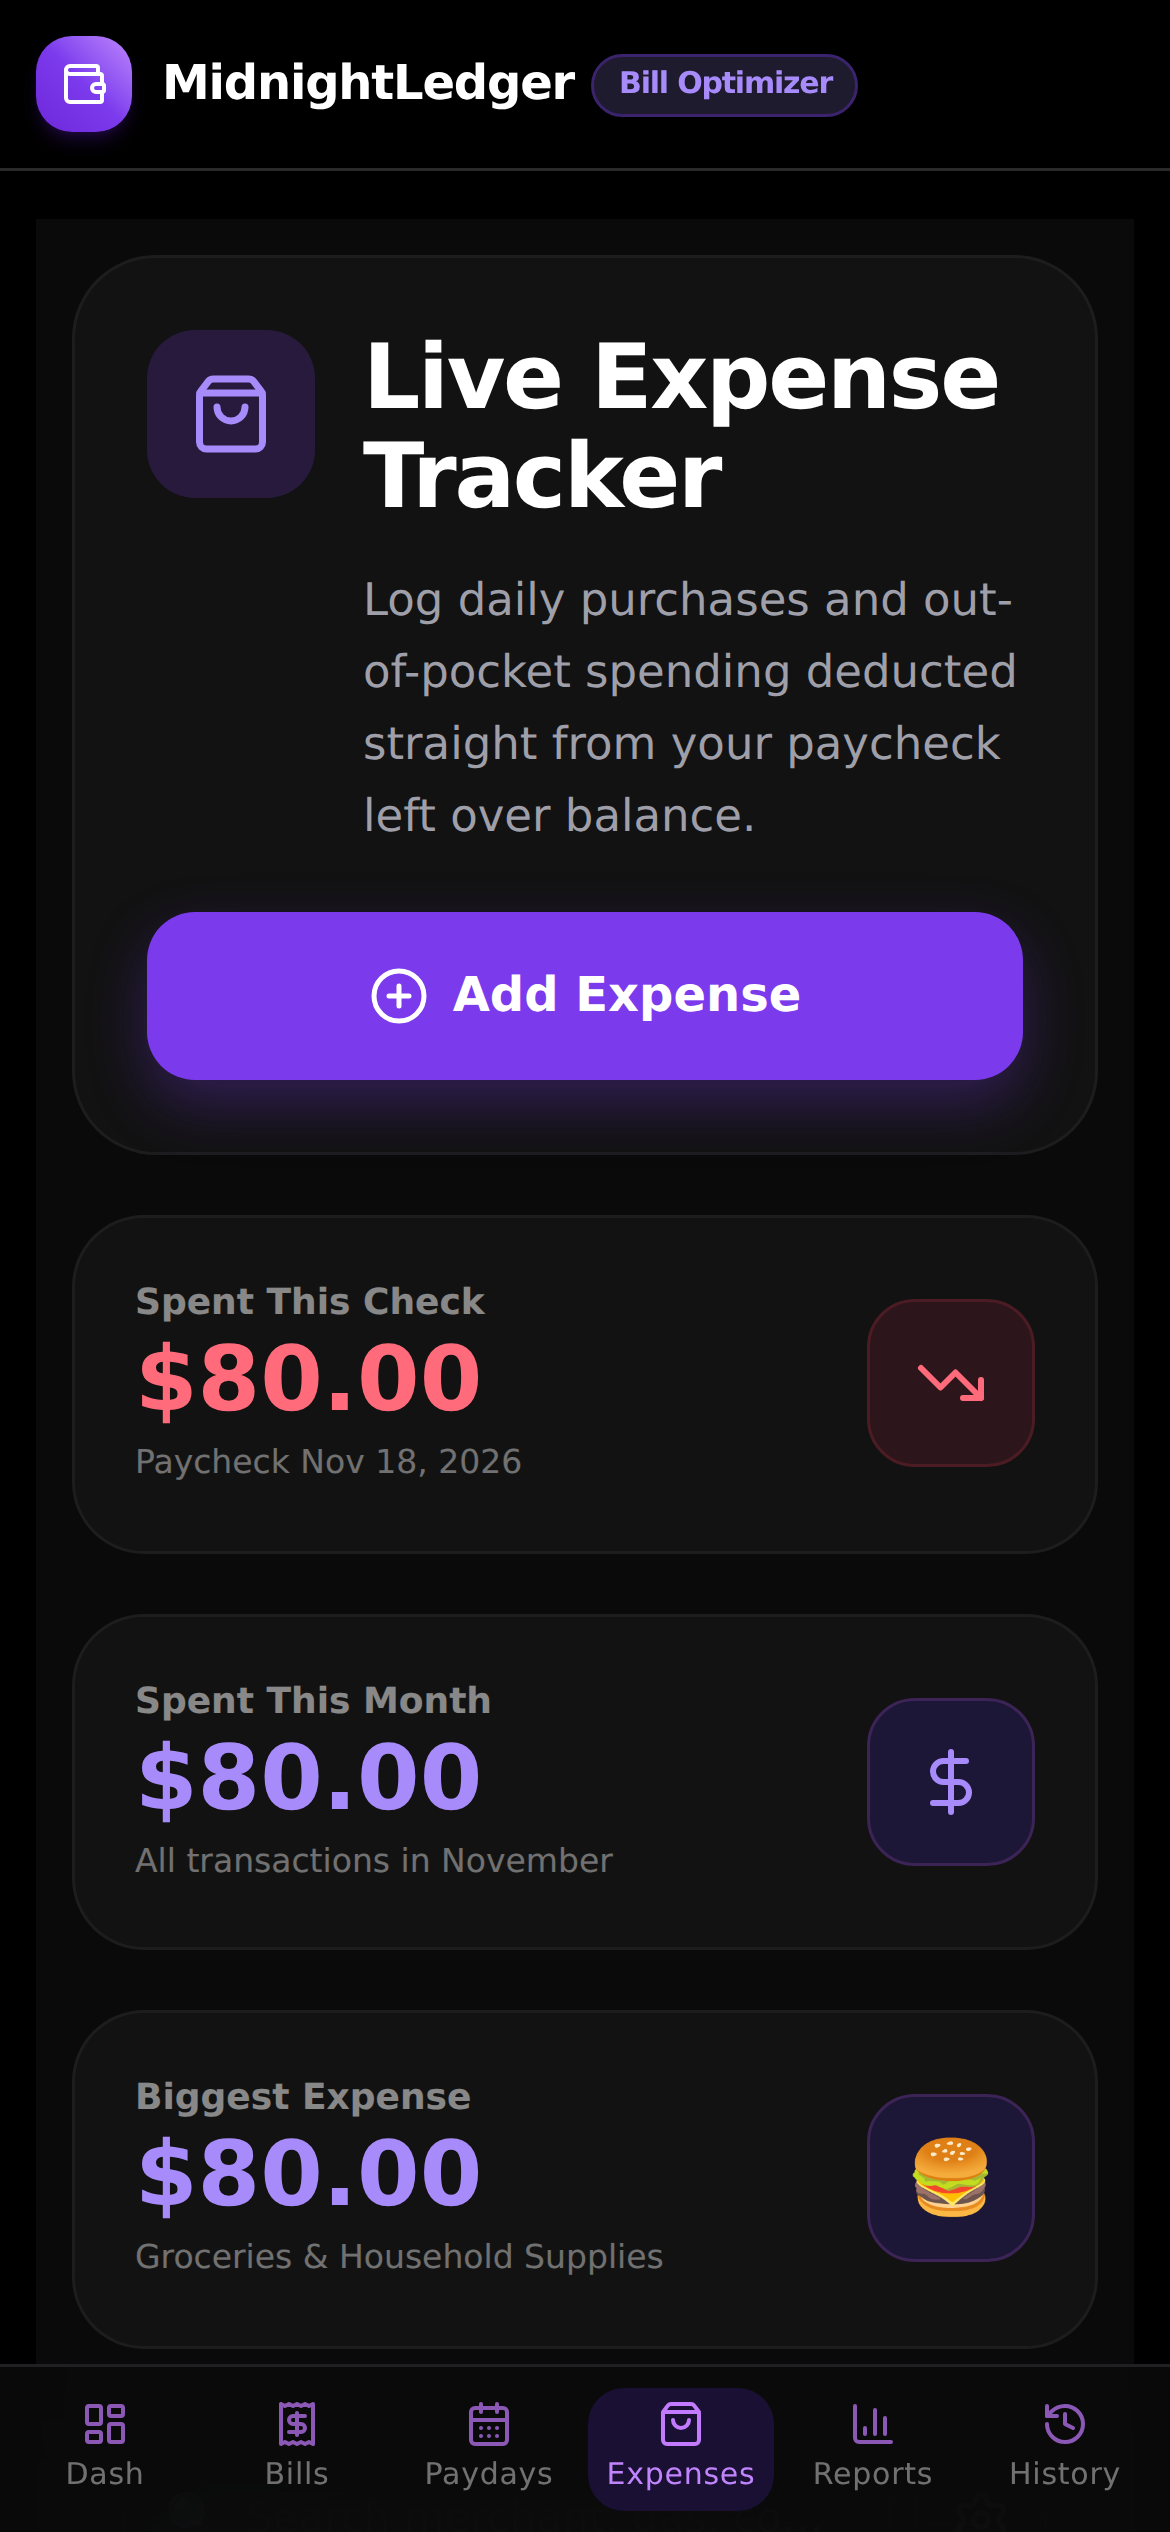 MidnightLedger
Bill Optimizer
Live Expense
Tracker
Log daily purchases and out-
of-pocket spending deducted
straight from your paycheck
left over balance.
Add Expense
Spent This Check
$80.00
Paycheck Nov 18, 2026
Spent This Month
$80.00
All transactions in November
Biggest Expense
$80.00
Groceries & Household Supplies
Dash
Bills
Paydays
Expenses
Reports
History